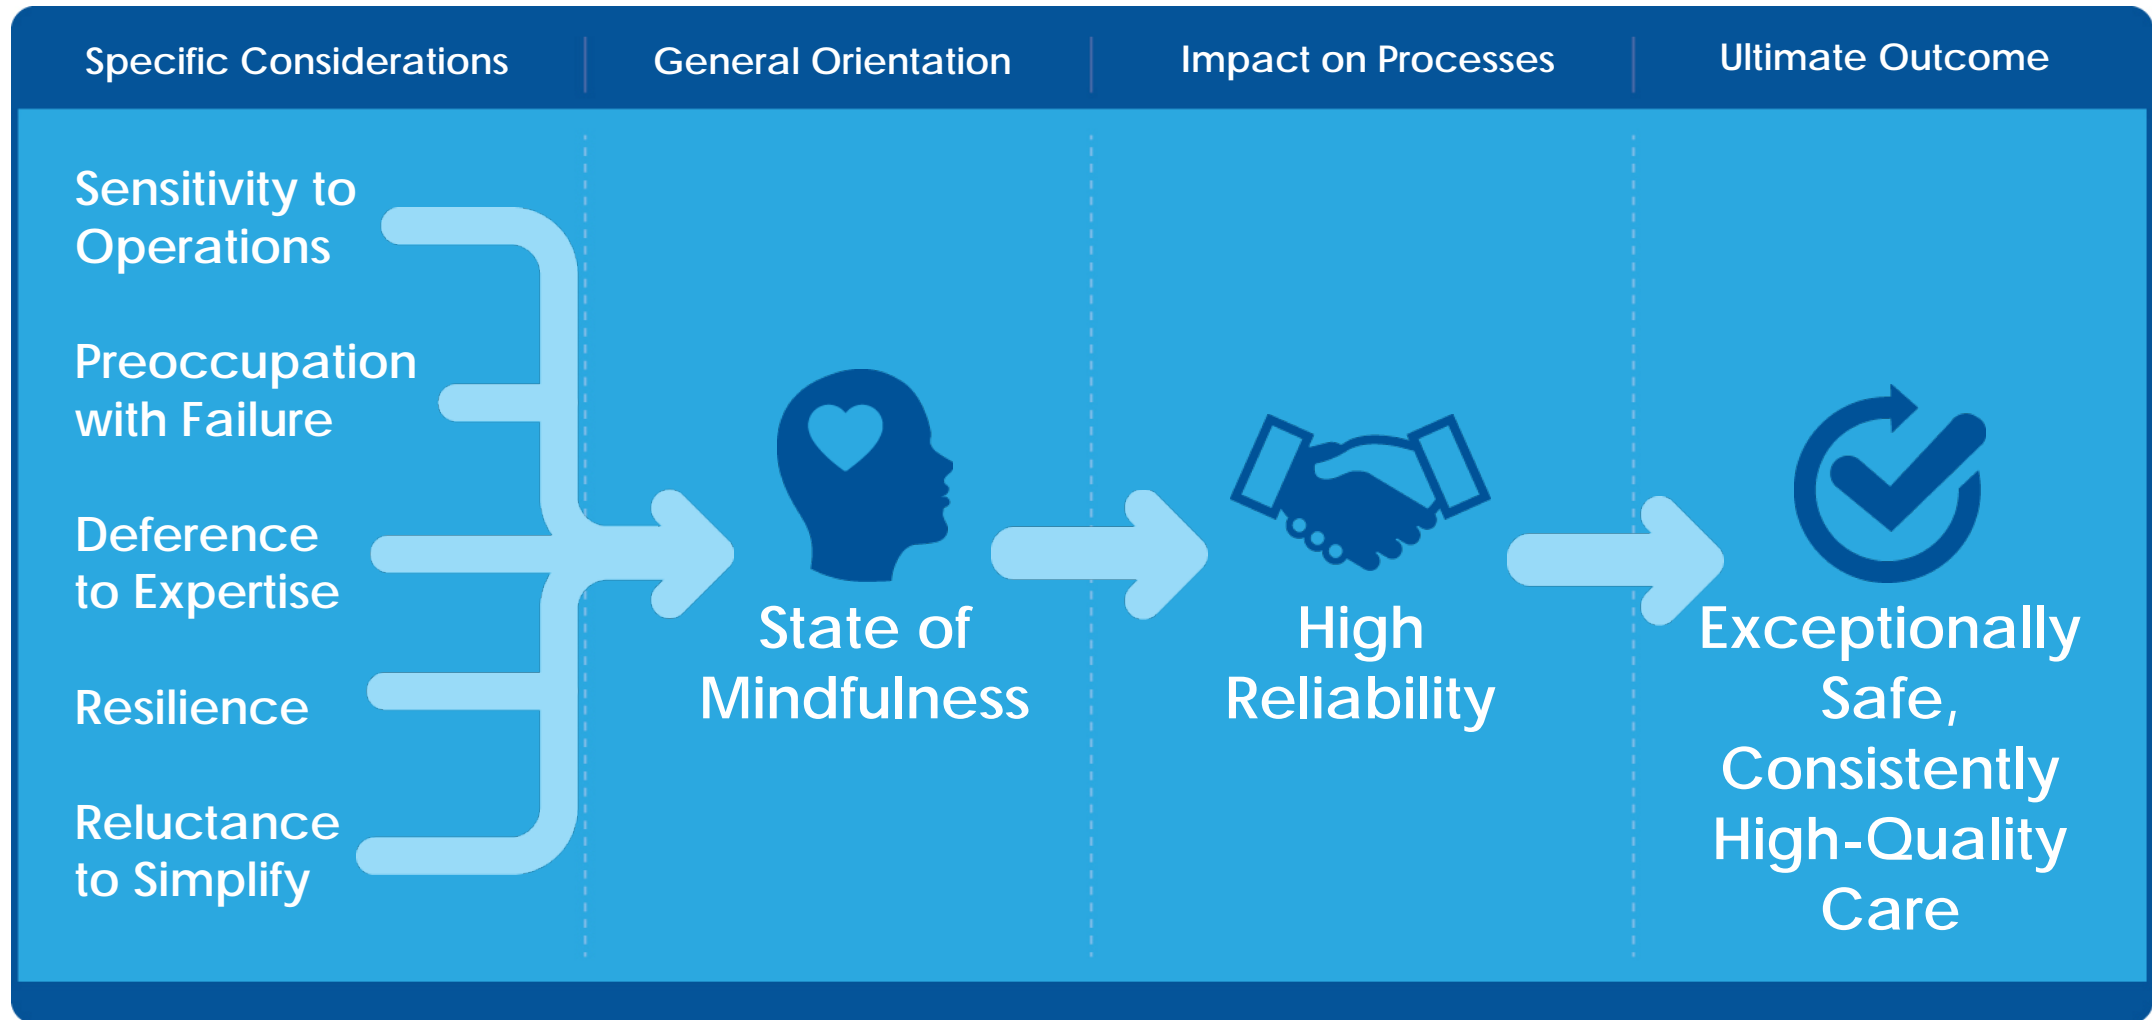 Specific Considerations
General Orientation
Impact on Processes
Ultimate Outcome
Sensitivity to
Operations
Preoccupation
with Failure
Deference
to Expertise
Resilience
Reluctance
to Simplify
State of
Mindfulness
High
Reliability
Exceptionally
Safe,
Consistently
High-Quality
Care